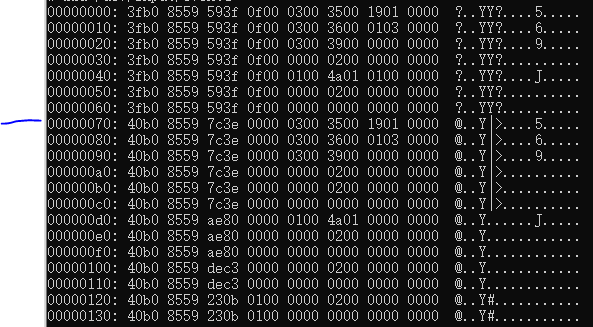 00000000: 3fb0 8559 593f 0f00 0300 3500 1901 0000 ?..YY?....5.....
00000010: 3fb0 8559 593f 0f00 0300 3600 0103 0000 ?..YY?....6.....
00000020: 3fb0 8559 593f 0f00 0300 3900 0000 0000 ?..YY?....9.....
00000030: 3fb0 8559 593f 0f00 0000 0200 0000 0000 ?..YY?..........
00000040: 3fb0 8559 593f 0f00 0100 4a01 0100 0000 ?..YY?....J.....
00000050: 3fb0 8559 593f 0f00 0000 0200 0000 0000 ?..YY?..........
00000060: 3fb0 8559 593f 0f00 0000 0000 0000 0000 ?..YY?..........
00000070: 40b0 8559 7c3e 0000 0300 3500 1901 0000 @..Y|>....5.....
00000080: 40b0 8559 7c3e 0000 0300 3600 0103 0000 @..Y|>....6.....
00000090: 40b0 8559 7c3e 0000 0300 3900 0000 0000 @..Y|>....9.....
000000a0: 40b0 8559 7c3e 0000 0000 0200 0000 0000 @..Y|>..........
000000b0: 40b0 8559 7c3e 0000 0000 0200 0000 0000 @..Y|>..........
000000c0: 40b0 8559 7c3e 0000 0000 0000 0000 0000 @..Y|>..........
000000d0: 40b0 8559 ae80 0000 0100 4a01 0000 0000 @..Y......J.....
000000e0: 40b0 8559 ae80 0000 0000 0200 0000 0000 @..Y............
000000f0: 40b0 8559 ae80 0000 0000 0000 0000 0000 @..Y............
00000100: 40b0 8559 dec3 0000 0000 0200 0000 0000 @..Y............
00000110: 40b0 8559 dec3 0000 0000 0000 0000 0000 @..Y............
00000120: 40b0 8559 230b 0100 0000 0200 0000 0000 @..Y#...........
00000130: 40b0 8559 230b 0100 0000 0000 0000 0000 @..Y#...........